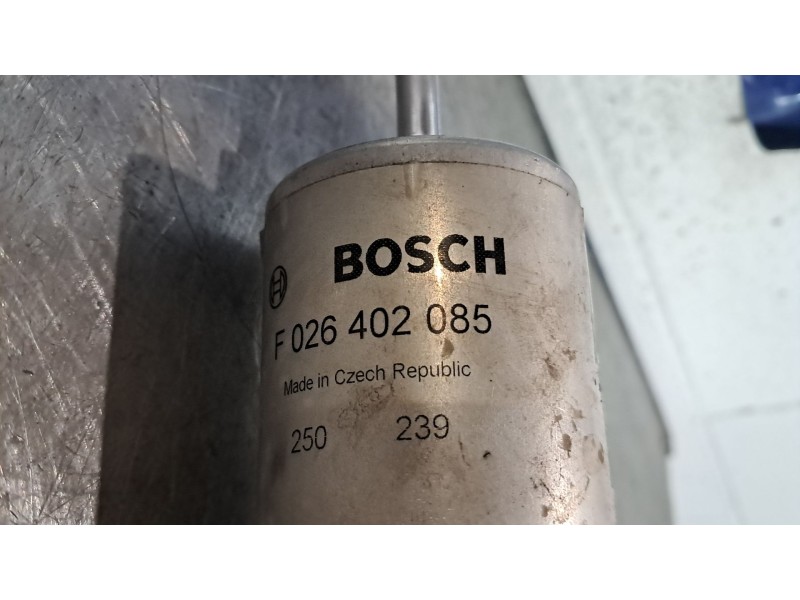 BOSCH
F 026 402 085
Made in Czech Republic
250 239